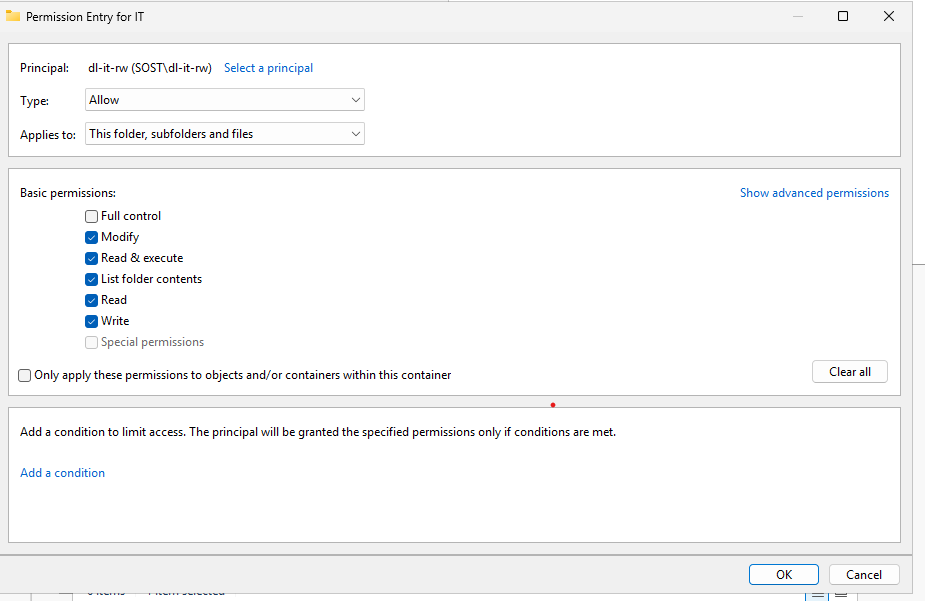 Permission Entry for IT
Principal: dl-it-rw (SOST\dl-it-rw) Select a principal
Type: Allow
Applies to: This folder, subfolders and files
Basic permissions: Show advanced permissions
Full control
Modify
Read & execute
List folder contents
Read
Write
Special permissions
Only apply these permissions to objects and/or containers within this container
Clear all
Add a condition to limit access. The principal will be granted the specified permissions only if conditions are met.
Add a condition
OK Cancel
items 1 item selected